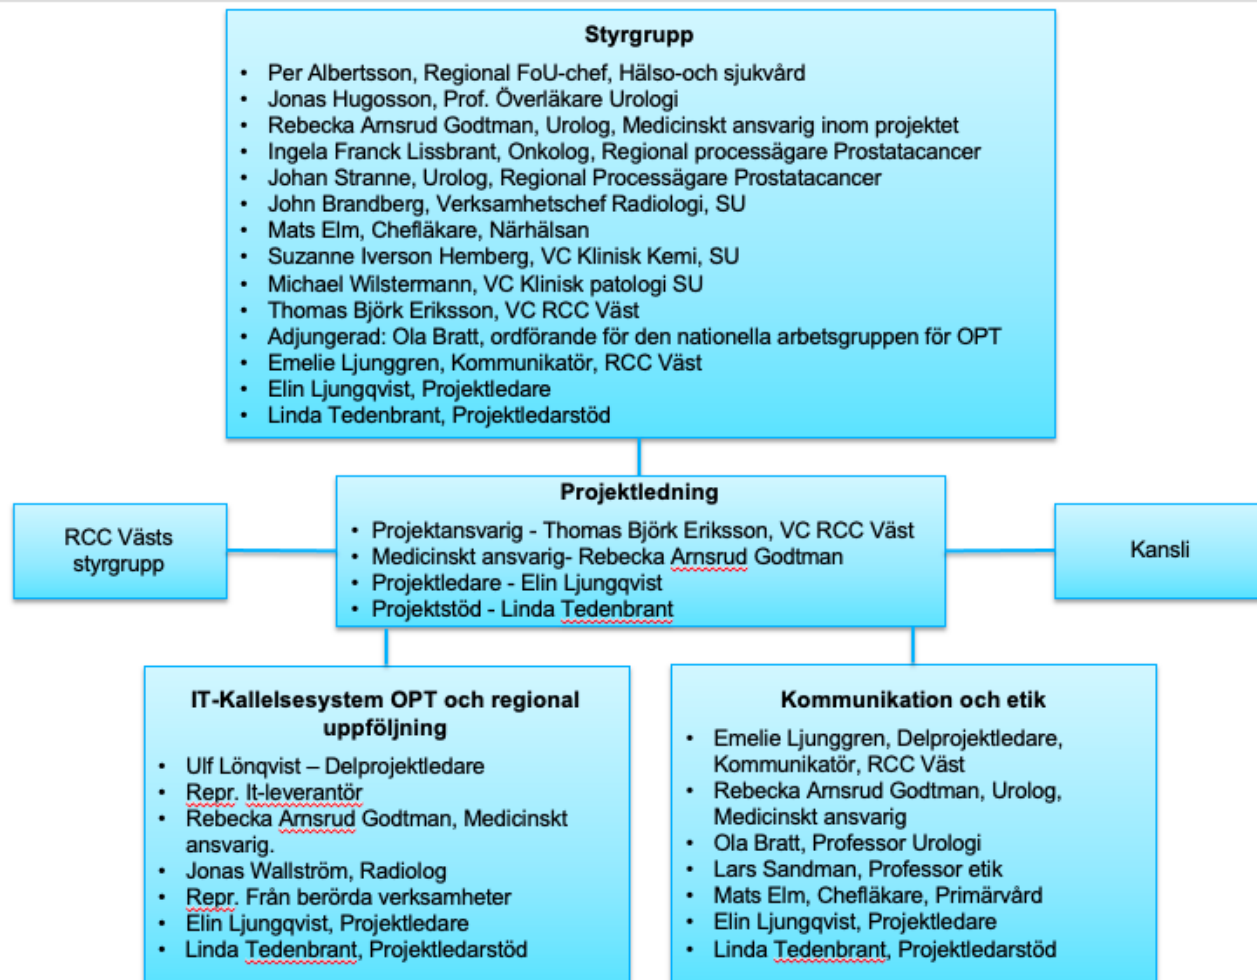 Styrgrupp
• Per Albertsson, Regional FoU-chef, Hälso-och sjukvård
• Jonas Hugosson, Prof. Överläkare Urologi
• Rebecka Arnsrud Godtman, Urolog, Medicinskt ansvarig inom projektet
• Ingela Franck Lissbrant, Onkolog, Regional processägare Prostatacancer
• Johan Stranne, Urolog, Regional Processägare Prostatacancer
• John Brandberg, Verksamhetschef Radiologi, SU
• Mats Elm, Chefläkare, Närhälsan
• Suzanne Iverson Hemberg, VC Klinisk Kemi, SU
• Michael Wilstermann, VC Klinisk patologi SU
• Thomas Björk Eriksson, VC RCC Väst
• Adjungerad: Ola Bratt, ordförande för den nationella arbetsgruppen för OPT
• Emelie Ljunggren, Kommunikatör, RCC Väst
• Elin Ljungqvist, Projektledare
• Linda Tedenbrant, Projektledarstöd
RCC Västs
styrgrupp
Projektledning
• Projektansvarig - Thomas Björk Eriksson, VC RCC Väst
• Medicinskt ansvarig- Rebecka Arnsrud Godtman
• Projektledare - Elin Ljungqvist
• Projektstöd - Linda Tedenbrant
Kansli
IT-Kallelsesystem OPT och regional
uppföljning
• Ulf Lönqvist – Delprojektledare
• Repr. It-leverantör
• Rebecka Arnsrud Godtman, Medicinskt
ansvarig.
• Jonas Wallström, Radiolog
• Repr. Från berörda verksamheter
• Elin Ljungqvist, Projektledare
• Linda Tedenbrant, Projektledarstöd
Kommunikation och etik
• Emelie Ljunggren, Delprojektledare,
Kommunikatör, RCC Väst
• Rebecka Arnsrud Godtman, Urolog,
Medicinskt ansvarig
• Ola Bratt, Professor Urologi
• Lars Sandman, Professor etik
• Mats Elm, Chefläkare, Primärvård
• Elin Ljungqvist, Projektledare
• Linda Tedenbrant, Projektledarstöd